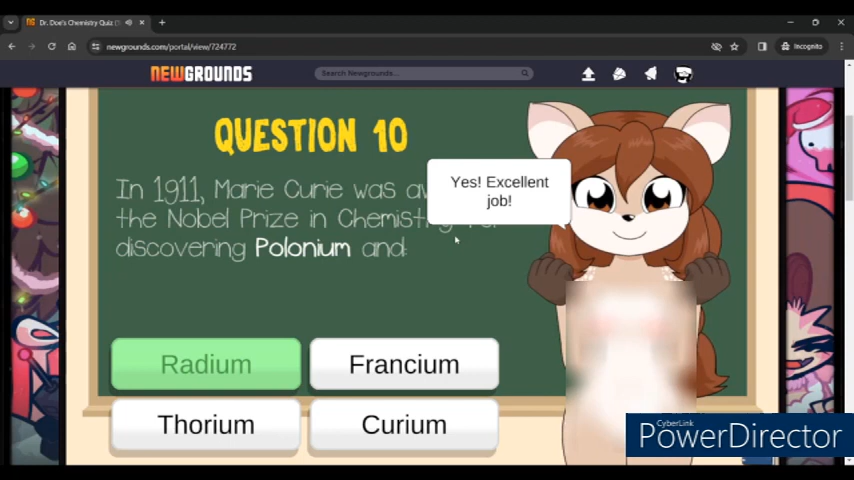 Dr. Doe's Chemistry Quiz (
newgrounds.com/portal/view/724772
Incognito
NEWGROUNDS
Search Newgrounds...
QUESTION 10
In 1911, Marie Curie was
the Nobel Prize in Chemistry
discovering Polonium and:
Yes! Excellent
job!
Radium
Francium
Thorium
Curium
CyberLink
PowerDirector